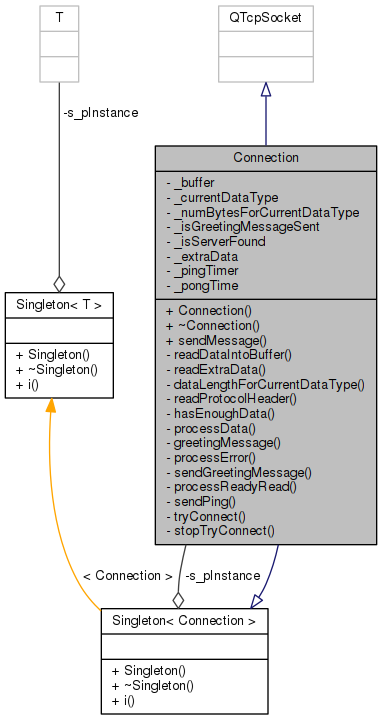 T
QTcpSocket
-s_pInstance
Connection
- _buffer
- _currentDataType
- _numBytesForCurrentDataType
- _isGreetingMessageSent
- _isServerFound
- _extraData
- _pingTimer
- _pongTime
+ Connection()
+ ~Connection()
+ sendMessage()
- readDataIntoBuffer()
- readExtraData()
- dataLengthForCurrentDataType()
- readProtocolHeader()
- hasEnoughData()
- processData()
- greetingMessage()
- processError()
- sendGreetingMessage()
- processReadyRead()
- sendPing()
- tryConnect()
- stopTryConnect()
Singleton< T >
+ Singleton()
+ ~Singleton()
+ i()
< Connection >
-s_pInstance
Singleton< Connection >
+ Singleton()
+ ~Singleton()
+ i()